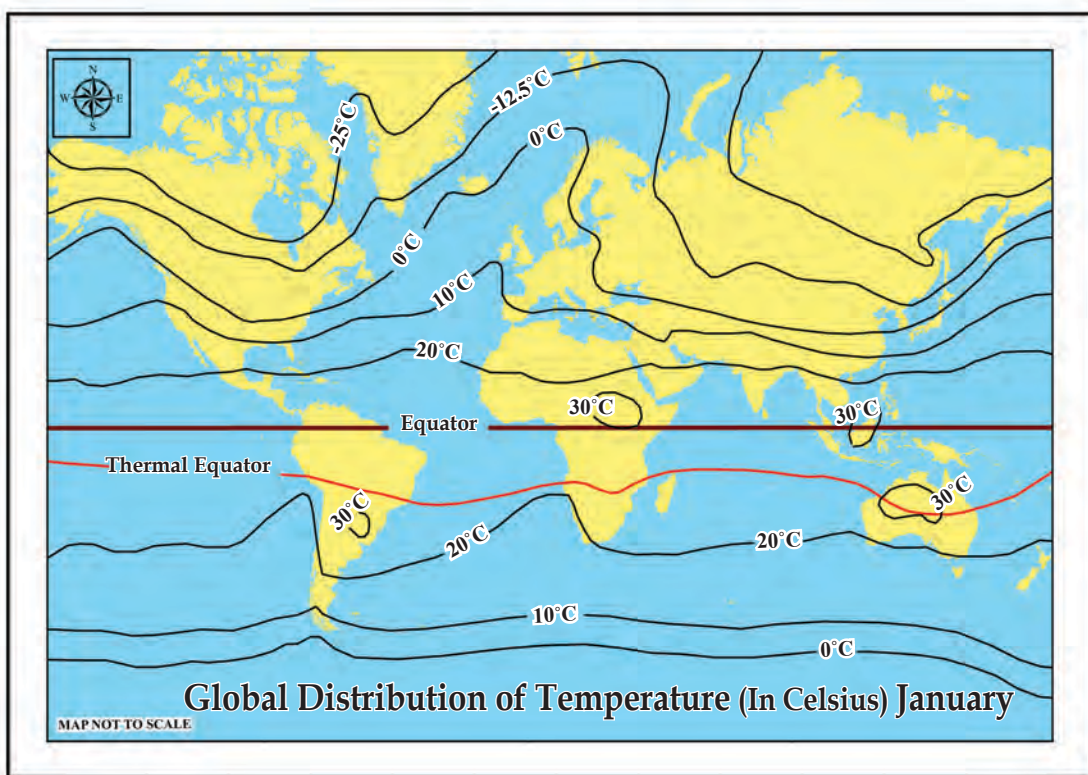 N
W E
S
-25°C
-12.5°C
0°C
0°C
10°C
20°C
30°C
30°C
Equator
Thermal Equator
30°C
30°C
20°C
20°C
10°C
0°C
Global Distribution of Temperature (In Celsius) January
MAP NOT TO SCALE